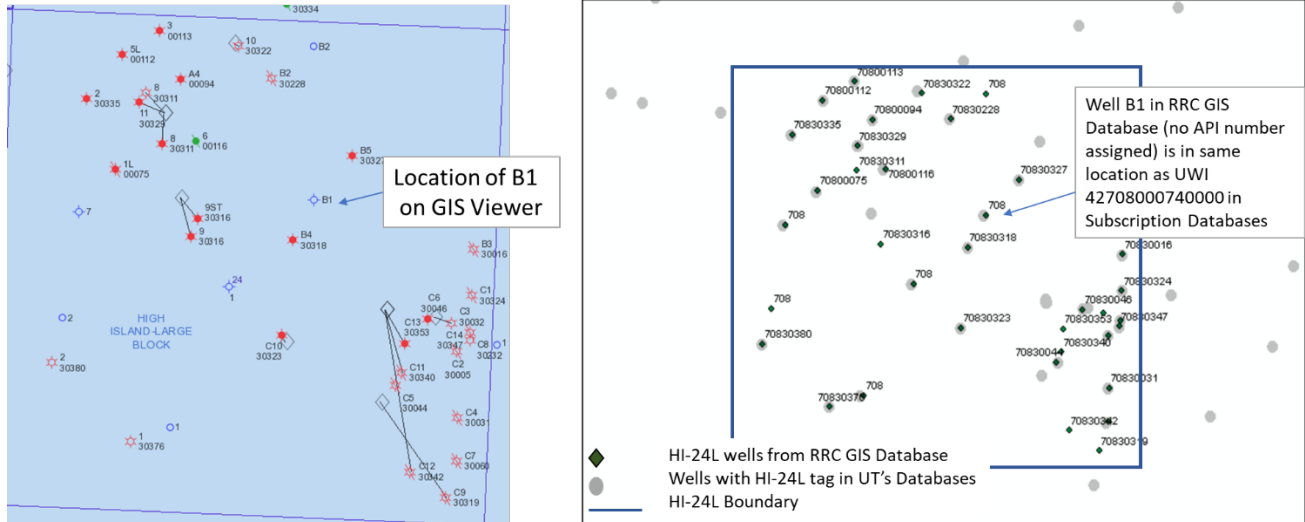 30334
3
00113
5L
00112
10
30322
B2
A4
00094
B2
30228
8
30311
2
30335
11
30329
8
30311
6
00116
B5
30327
1L
00075
B1
7
9ST
30316
9
30316
B4
30318
B3
30016
24
1
C1
30324
C6
30046
C3
30032
2
HIGH
ISLAND-LARGE
BLOCK
C13
30353
C14
30347
C8
30232
1
C10
30323
2
30380
C2
30005
C11
30340
C5
30044
C4
30031
1
1
30376
C7
30060
C12
30342
C9
30319
Location of B1
on GIS Viewer
70800113
70830322
708
70800112
70800094
70830228
70830335
70830329
70830311
70800116
70830327
70800075
708
708
70830318
70830316
70830016
708
70830324
708
70830046
70830353
70830347
70830323
70830380
70830340
70830044
70830031
708
70830376
70830342
70830319
Well B1 in RRC GIS
Database (no API number
assigned) is in same
location as UWI
42708000740000 in
Subscription Databases
HI-24L wells from RRC GIS Database
Wells with HI-24L tag in UT's Databases
HI-24L Boundary